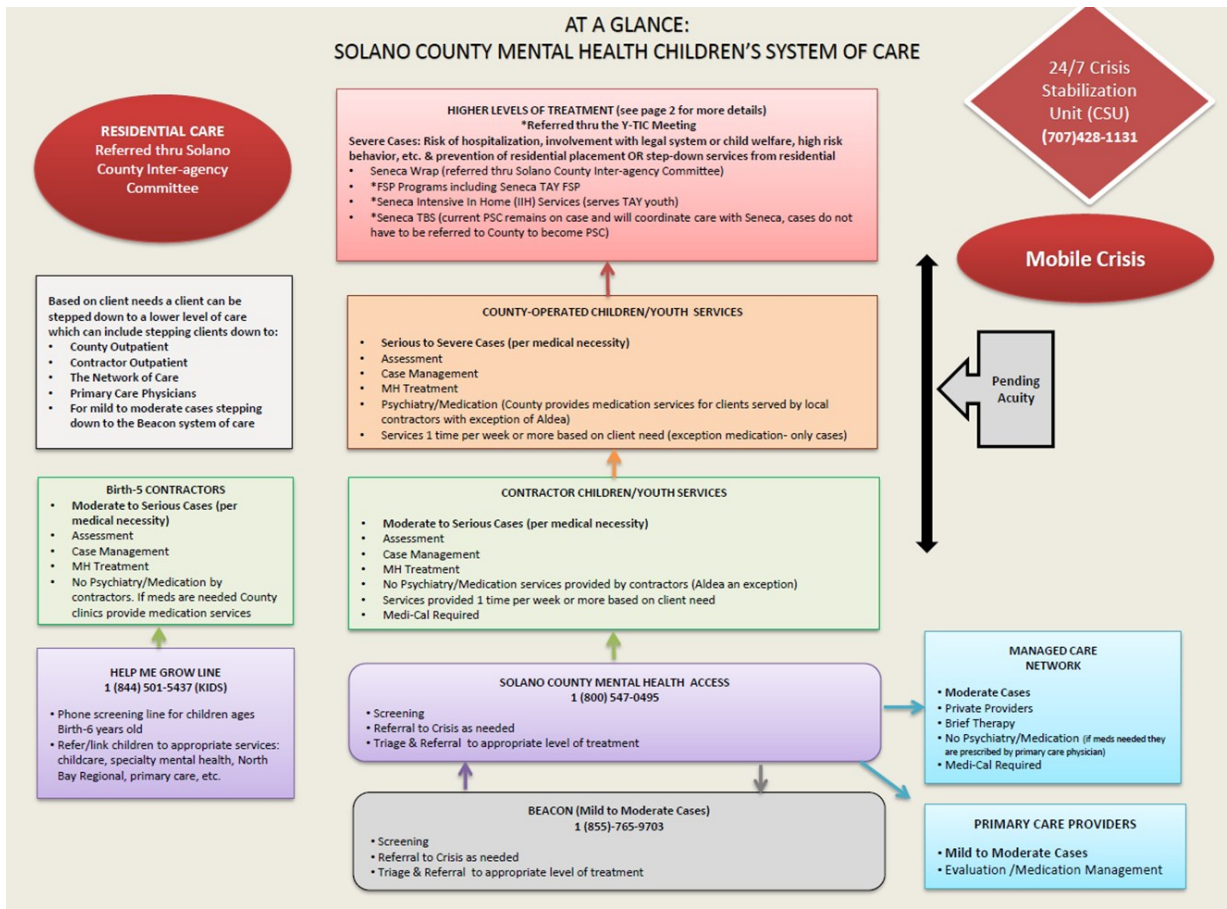 AT A GLANCE:
SOLANO COUNTY MENTAL HEALTH CHILDREN'S SYSTEM OF CARE
RESIDENTIAL CARE
Referred thru Solano
County Inter-agency
Committee
HIGHER LEVELS OF TREATMENT (see page 2 for more details)
*Referred thru the Y-TIC Meeting
Severe Cases: Risk of hospitalization, involvement with legal system or child welfare, high risk
behavior, etc. & prevention of residential placement OR step-down services from residential
• Seneca Wrap (referred thru Solano County Inter-agency Committee)
• *FSP Programs including Seneca TAY FSP
• *Seneca Intensive In Home (IIH) Services (serves TAY youth)
• *Seneca TBS (current PSC remains on case and will coordinate care with Seneca, cases do not
have to be referred to County to become PSC)
24/7 Crisis
Stabilization
Unit (CSU)
(707)428-1131
Mobile Crisis
Based on client needs a client can be
stepped down to a lower level of care
which can include stepping clients down to:
• County Outpatient
• Contractor Outpatient
• The Network of Care
• Primary Care Physicians
• For mild to moderate cases stepping
down to the Beacon system of care
COUNTY-OPERATED CHILDREN/YOUTH SERVICES
• Serious to Severe Cases (per medical necessity)
• Assessment
• Case Management
• MH Treatment
• Psychiatry/Medication (County provides medication services for clients served by local
contractors with exception of Aldea)
• Services 1 time per week or more based on client need (exception medication- only cases)
Pending
Acuity
Birth-5 CONTRACTORS
• Moderate to Serious Cases (per
medical necessity)
• Assessment
• Case Management
• MH Treatment
• No Psychiatry/Medication by
contractors. If meds are needed County
clinics provide medication services
CONTRACTOR CHILDREN/YOUTH SERVICES
• Moderate to Serious Cases (per medical necessity)
• Assessment
• Case Management
• MH Treatment
• No Psychiatry/Medication services provided by contractors (Aldea an exception)
• Services provided 1 time per week or more based on client need
• Medi-Cal Required
HELP ME GROW LINE
1 (844) 501-5437 (KIDS)
• Phone screening line for children ages
Birth-6 years old
• Refer/link children to appropriate services:
childcare, specialty mental health, North
Bay Regional, primary care, etc.
SOLANO COUNTY MENTAL HEALTH ACCESS
1 (800) 547-0495
• Screening
• Referral to Crisis as needed
• Triage & Referral to appropriate level of treatment
MANAGED CARE
NETWORK
• Moderate Cases
• Private Providers
• Brief Therapy
• No Psychiatry/Medication (if meds needed they
are prescribed by primary care physician)
• Medi-Cal Required
BEACON (Mild to Moderate Cases)
1 (855)-765-9703
• Screening
• Referral to Crisis as needed
• Triage & Referral to appropriate level of treatment
PRIMARY CARE PROVIDERS
• Mild to Moderate Cases
• Evaluation /Medication Management